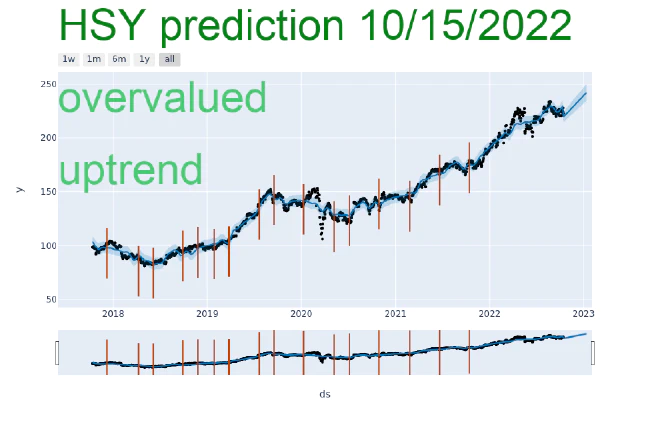 HSY prediction 10/15/2022
1w 1m 6m 1y all
overvalued
uptrend
250
200
150
100
50
y
2018 2019 2020 2021 2022 2023
ds